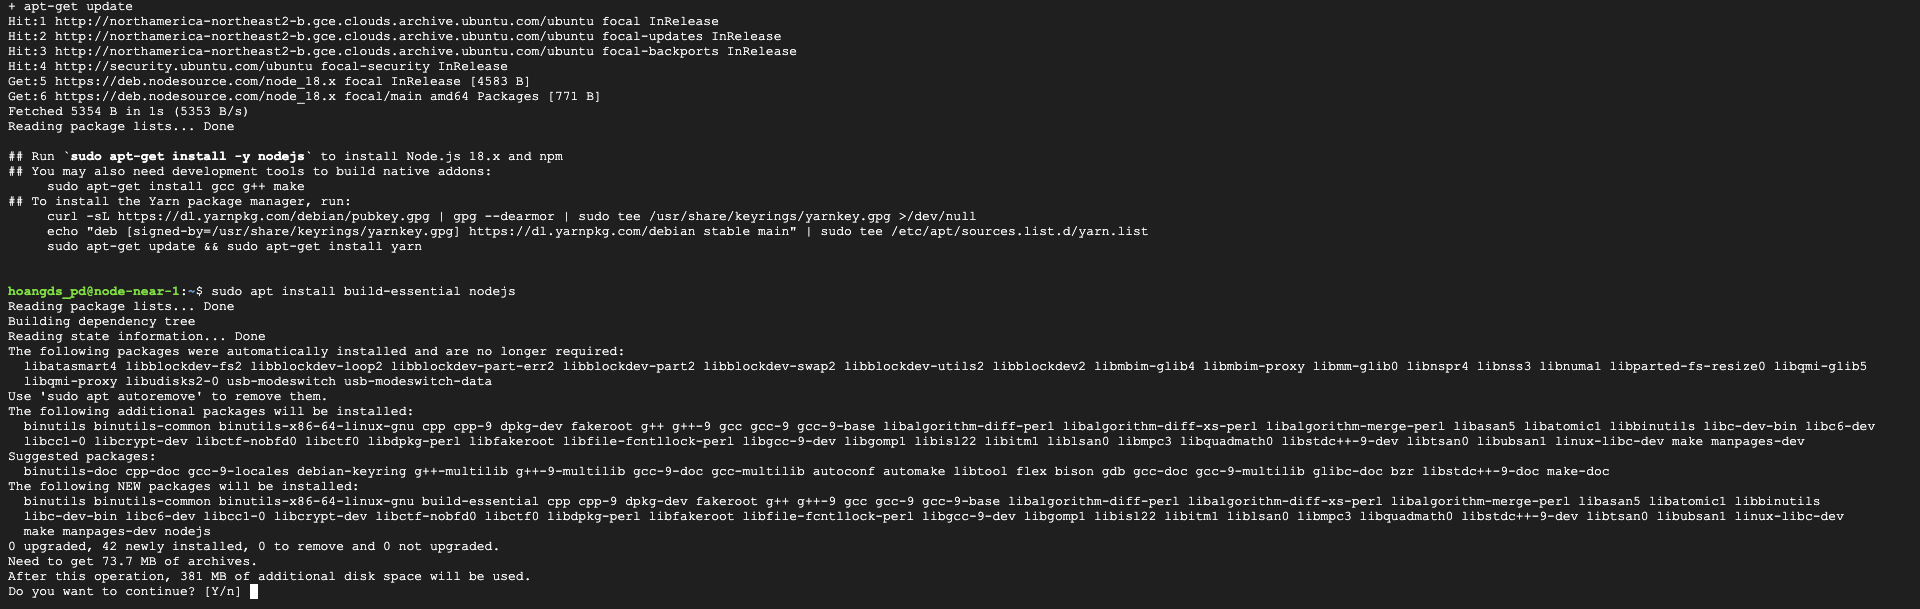 + apt-get update
Hit:1 http://northamerica-northeast2-b.gce.clouds.archive.ubuntu.com/ubuntu focal InRelease
Hit:2 http://northamerica-northeast2-b.gce.clouds.archive.ubuntu.com/ubuntu focal-updates InRelease
Hit:3 http://northamerica-northeast2-b.gce.clouds.archive.ubuntu.com/ubuntu focal-backports InRelease
Hit:4 http://security.ubuntu.com/ubuntu focal-security InRelease
Get:5 https://deb.nodesource.com/node_18.x focal InRelease [4583 B]
Get:6 https://deb.nodesource.com/node_18.x focal/main amd64 Packages [771 B]
Fetched 5354 B in 1s (5353 B/s)
Reading package lists... Done
## Run `sudo apt-get install -y nodejs` to install Node.js 18.x and npm
## You may also need development tools to build native addons:
     sudo apt-get install gcc g++ make
## To install the Yarn package manager, run:
     curl -sL https://dl.yarnpkg.com/debian/pubkey.gpg | gpg --dearmor | sudo tee /usr/share/keyrings/yarnkey.gpg >/dev/null
     echo "deb [signed-by=/usr/share/keyrings/yarnkey.gpg] https://dl.yarnpkg.com/debian stable main" | sudo tee /etc/apt/sources.list.d/yarn.list
     sudo apt-get update && sudo apt-get install yarn
hoangds_pd@node-near-1:~$ sudo apt install build-essential nodejs
Reading package lists... Done
Building dependency tree
Reading state information... Done
The following packages were automatically installed and are no longer required:
  libatasmart4 libblockdev-fs2 libblockdev-loop2 libblockdev-part-err2 libblockdev-part2 libblockdev-swap2 libblockdev-utils2 libblockdev2 libmbim-glib4 libmbim-proxy libmm-glib0 libnspr4 libnss3 libnuma1 libparted-fs-resize0 libqmi-glib5
  libqmi-proxy libudisks2-0 usb-modeswitch usb-modeswitch-data
Use 'sudo apt autoremove' to remove them.
The following additional packages will be installed:
  binutils binutils-common binutils-x86-64-linux-gnu cpp cpp-9 dpkg-dev fakeroot g++ g++-9 gcc gcc-9 gcc-9-base libalgorithm-diff-perl libalgorithm-diff-xs-perl libalgorithm-merge-perl libasan5 libatomic1 libbinutils libc-dev-bin libc6-dev
  libcc1-0 libcrypt-dev libctf-nobfd0 libctf0 libdpkg-perl libfakeroot libfile-fcntllock-perl libgcc-9-dev libgomp1 libisl22 libitm1 liblsan0 libmpc3 libquadmath0 libstdc++-9-dev libtsan0 libubsan1 linux-libc-dev make manpages-dev
Suggested packages:
  binutils-doc cpp-doc gcc-9-locales debian-keyring g++-multilib g++-9-multilib gcc-9-doc gcc-multilib autoconf automake libtool flex bison gdb gcc-doc gcc-9-multilib glibc-doc bzr libstdc++-9-doc make-doc
The following NEW packages will be installed:
  binutils binutils-common binutils-x86-64-linux-gnu build-essential cpp cpp-9 dpkg-dev fakeroot g++ g++-9 gcc gcc-9 gcc-9-base libalgorithm-diff-perl libalgorithm-diff-xs-perl libalgorithm-merge-perl libasan5 libatomic1 libbinutils
  libc-dev-bin libc6-dev libcc1-0 libcrypt-dev libctf-nobfd0 libctf0 libdpkg-perl libfakeroot libfile-fcntllock-perl libgcc-9-dev libgomp1 libisl22 libitm1 liblsan0 libmpc3 libquadmath0 libstdc++-9-dev libtsan0 libubsan1 linux-libc-dev
  make manpages-dev nodejs
0 upgraded, 42 newly installed, 0 to remove and 0 not upgraded.
Need to get 73.7 MB of archives.
After this operation, 381 MB of additional disk space will be used.
Do you want to continue? [Y/n]